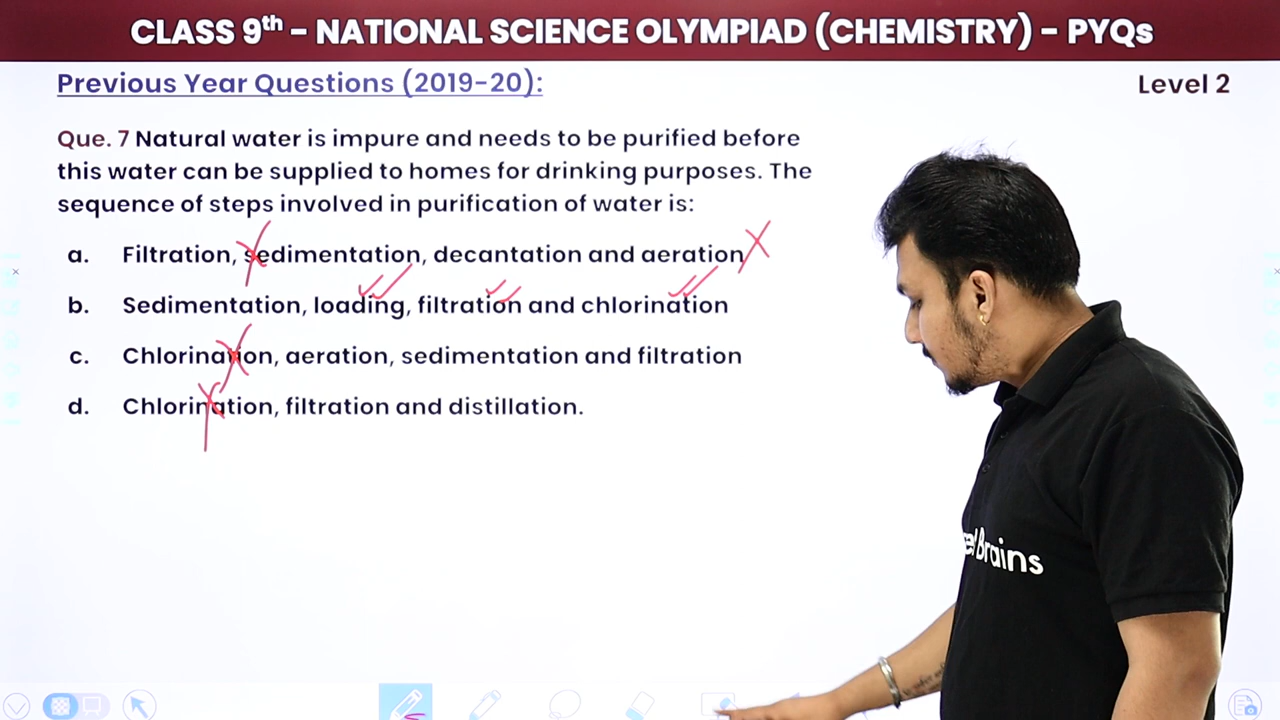 CLASS 9th – NATIONAL SCIENCE OLYMPIAD (CHEMISTRY) – PYQs
Previous Year Questions (2019-20):
Level 2
Que. 7 Natural water is impure and needs to be purified before
this water can be supplied to homes for drinking purposes. The
sequence of steps involved in purification of water is:
a. Filtration, sedimentation, decantation and aeration
b. Sedimentation, loading, filtration and chlorination
c. Chlorination, aeration, sedimentation and filtration
d. Chlorination, filtration and distillation.
Brains